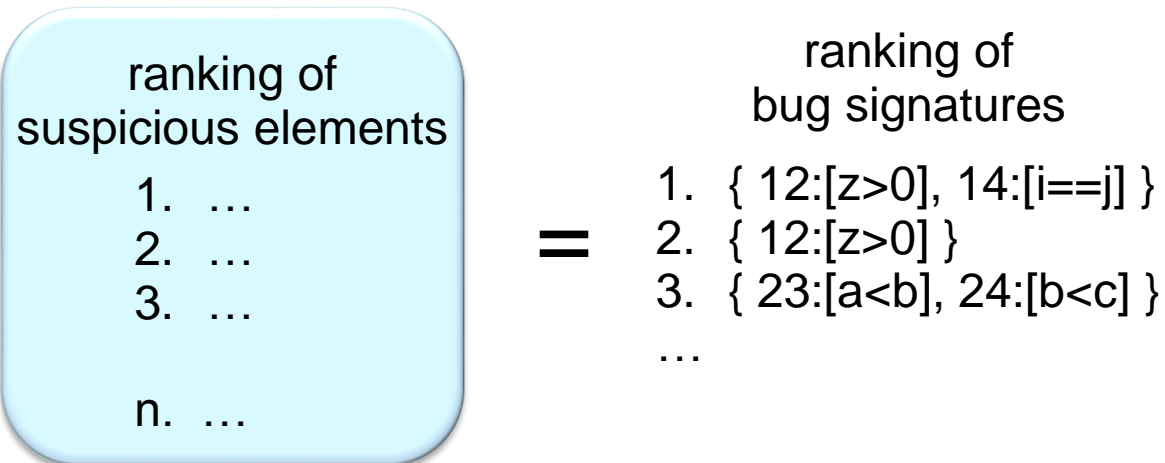 ranking of
suspicious elements
1. …
2. …
3. …
n. …
=
ranking of
bug signatures
1. { 12:[z>0], 14:[i==j] }
2. { 12:[z>0] }
3. { 23:[a<b], 24:[b<c] }
…